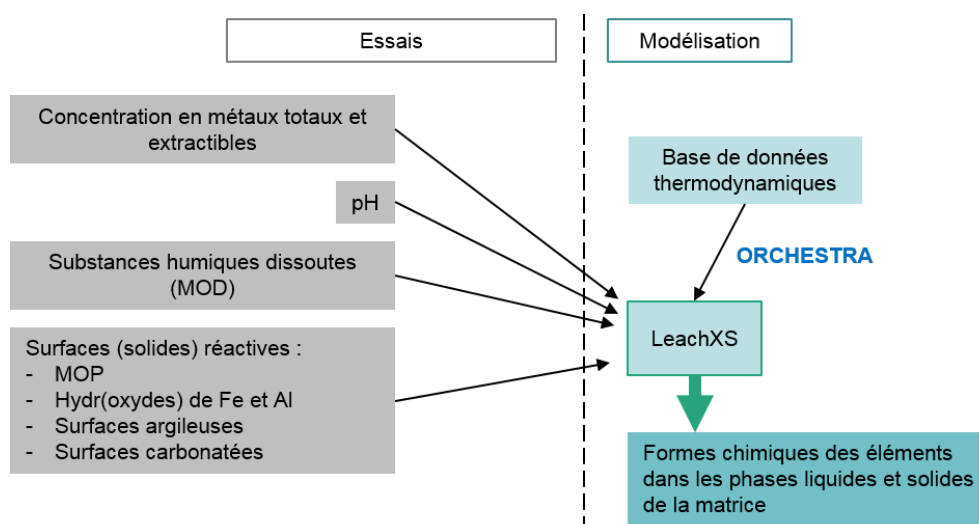 Essais
Modélisation
Concentration en métaux totaux et
extractibles
pH
Substances humiques dissoutes
(MOD)
Surfaces (solides) réactives :
- MOP
- Hydr(oxydes) de Fe et Al
- Surfaces argileuses
- Surfaces carbonatées
Base de données
thermodynamiques
ORCHESTRA
LeachXS
Formes chimiques des éléments
dans les phases liquides et solides
de la matrice